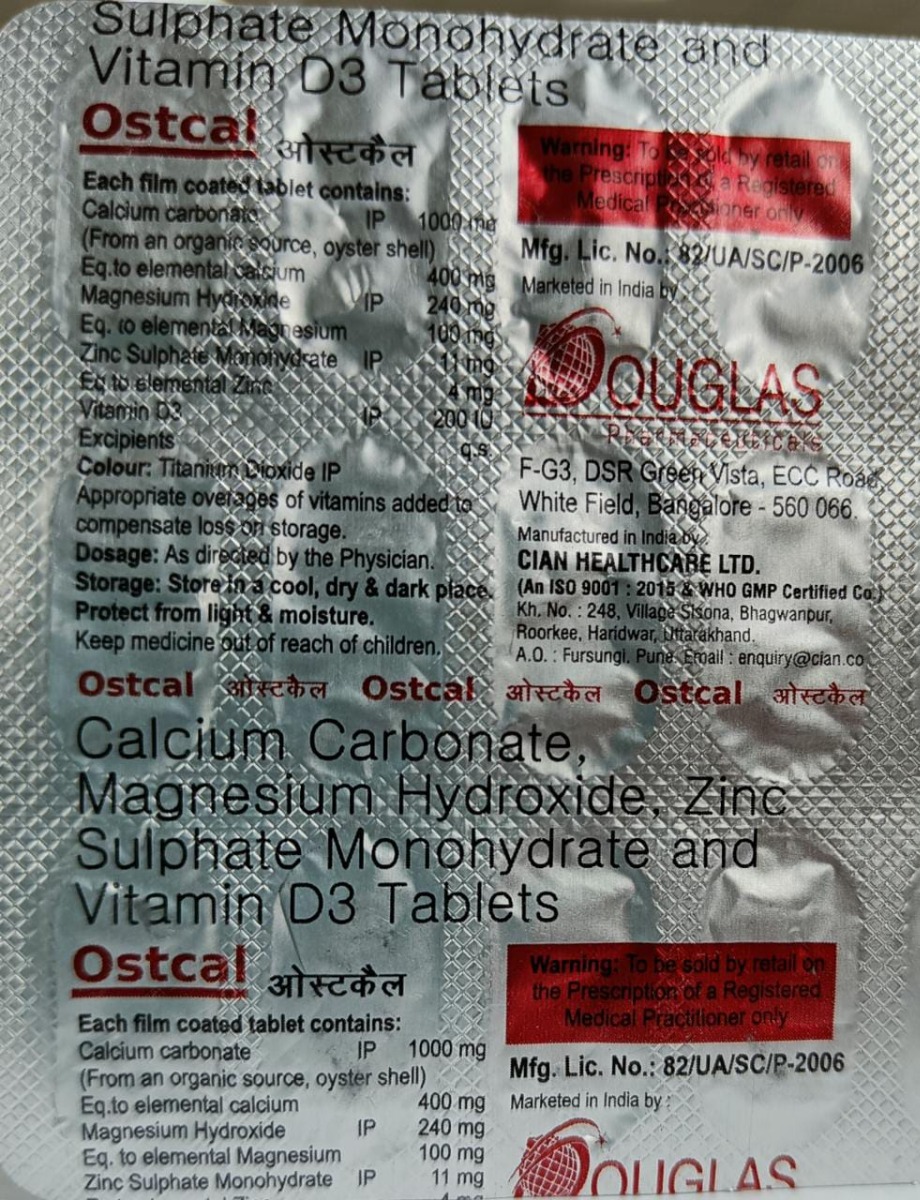 Sulphate Monohydrate and
Vitamin D3 Tablets
Ostcal ओस्टकैल
Each film coated tablet contains:
Calcium carbonate IP 1000 mg
(From an organic source, oyster shell)
Eq.to elemental calcium 400 mg
Magnesium Hydroxide IP 240 mg
Eq. to elemental Magnesium 100 mg
Zinc Sulphate Monohydrate IP 11 mg
Eq to elemental Zinc 4 mg
Vitamin D3 IP 200 IU
Excipients q.s.
Colour: Titanium Dioxide IP
Appropriate overages of vitamins added to
compensate loss on storage.
Dosage: As directed by the Physician.
Storage: Store in a cool, dry & dark place.
Protect from light & moisture.
Keep medicine out of reach of children.
Warning: To be sold by retail on
the Prescription of a Registered
Medical Practitioner only
Mfg. Lic. No.: 82/UA/SC/P-2006
Marketed in India by :
DOUGLAS
Pharmaceuticals
F-G3, DSR Green Vista, ECC Road,
White Field, Bangalore - 560 066.
Manufactured in India by :
CIAN HEALTHCARE LTD.
(An ISO 9001 : 2015 & WHO GMP Certified Co.)
Kh. No. : 248, Village Sisona, Bhagwanpur,
Roorkee, Haridwar, Uttarakhand.
A.O. : Fursungi, Pune. Email : enquiry@cian.co
Ostcal ओस्टकैल Ostcal ओस्टकैल Ostcal ओस्टकैल
Calcium Carbonate,
Magnesium Hydroxide, Zinc
Sulphate Monohydrate and
Vitamin D3 Tablets
Ostcal ओस्टकैल
Each film coated tablet contains:
Calcium carbonate IP 1000 mg
(From an organic source, oyster shell)
Eq.to elemental calcium 400 mg
Magnesium Hydroxide IP 240 mg
Eq. to elemental Magnesium 100 mg
Zinc Sulphate Monohydrate IP 11 mg
Warning: To be sold by retail on
the Prescription of a Registered
Medical Practitioner only
Mfg. Lic. No.: 82/UA/SC/P-2006
Marketed in India by :
DOUGLAS